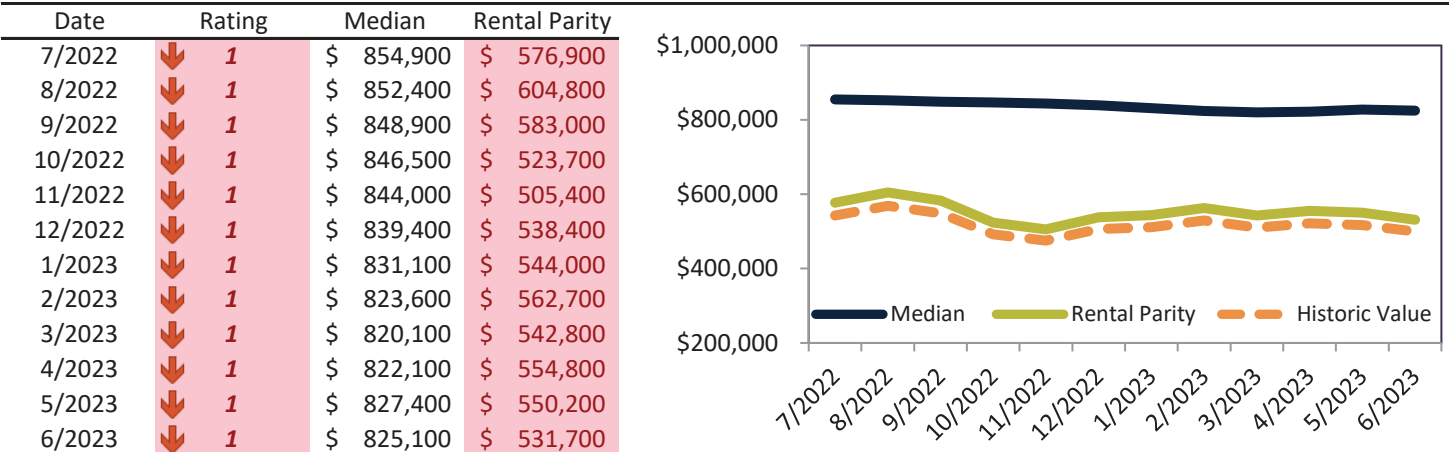 Date Rating Median Rental Parity
7/2022 1 $ 854,900 $ 576,900
8/2022 1 $ 852,400 $ 604,800
9/2022 1 $ 848,900 $ 583,000
10/2022 1 $ 846,500 $ 523,700
11/2022 1 $ 844,000 $ 505,400
12/2022 1 $ 839,400 $ 538,400
1/2023 1 $ 831,100 $ 544,000
2/2023 1 $ 823,600 $ 562,700
3/2023 1 $ 820,100 $ 542,800
4/2023 1 $ 822,100 $ 554,800
5/2023 1 $ 827,400 $ 550,200
6/2023 1 $ 825,100 $ 531,700
$1,000,000
$800,000
$600,000
$400,000
$200,000
Median Rental Parity Historic Value
7/2022 8/2022 9/2022 10/2022 11/2022 12/2022 1/2023 2/2023 3/2023 4/2023 5/2023 6/2023